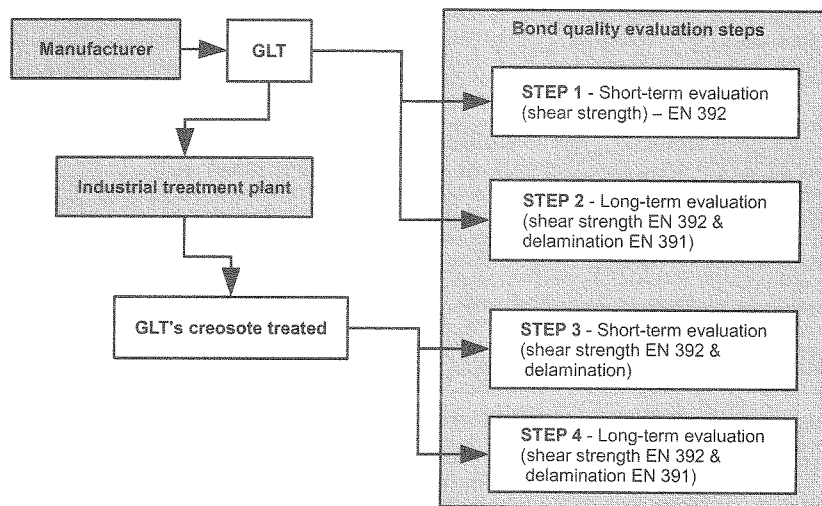 Manufacturer
GLT
Industrial treatment plant
GLT's creosote treated
Bond quality evaluation steps
STEP 1 - Short-term evaluation
(shear strength) – EN 392
STEP 2 - Long-term evaluation
(shear strength EN 392 &
delamination EN 391)
STEP 3 - Short-term evaluation
(shear strength EN 392 &
delamination)
STEP 4 - Long-term evaluation
(shear strength EN 392 &
delamination EN 391)